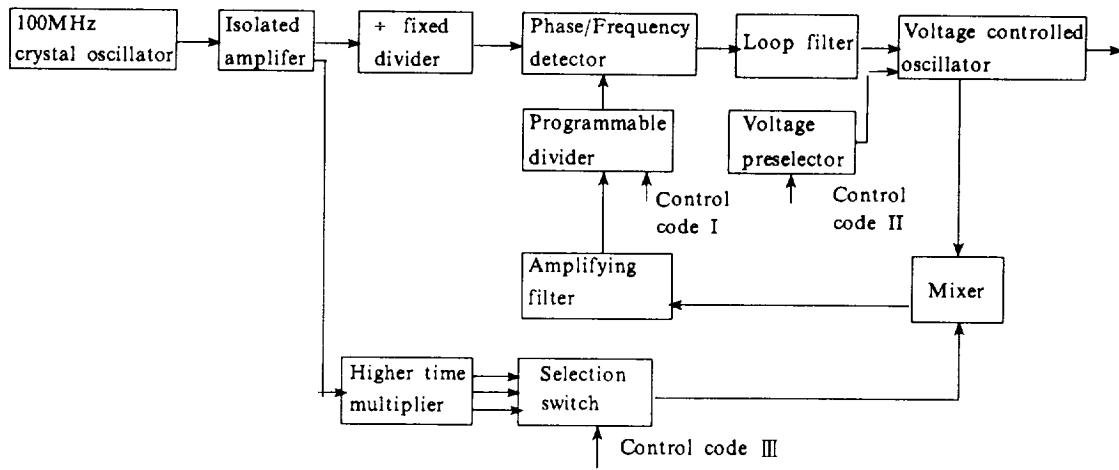 100MHz
crystal oscillator
Isolated
amplifer
+ fixed
divider
Phase/Frequency
detector
Loop filter
Voltage controlled
oscillator
Programmable
divider
Voltage
preselector
Control
code I
Control
code II
Amplifying
filter
Mixer
Higher time
multiplier
Selection
switch
Control code III